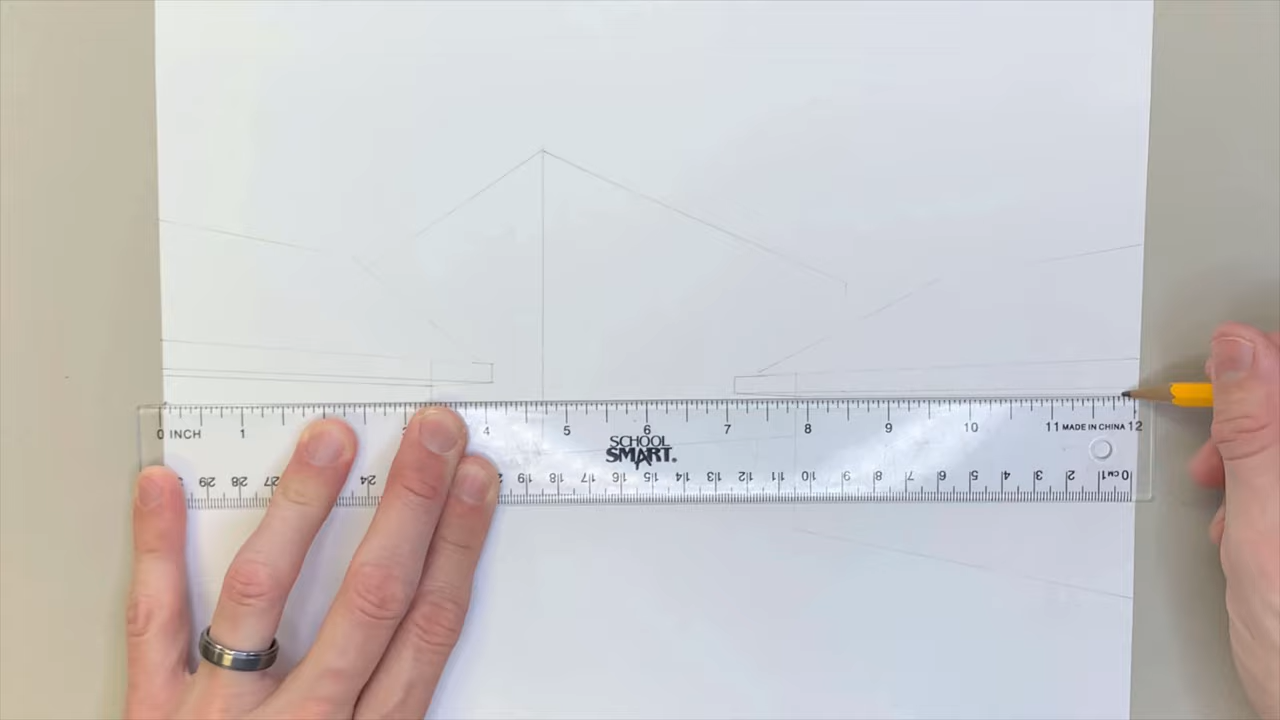 0 INCH 1 3 4 5 6 7 8 9 10 11 MADE IN CHINA 12
SCHOOL
SMART®
29 28 27 24 19 18 17 16 15 14 13 12 11 10 9 8 7 6 5 4 3 2 1 CM 0